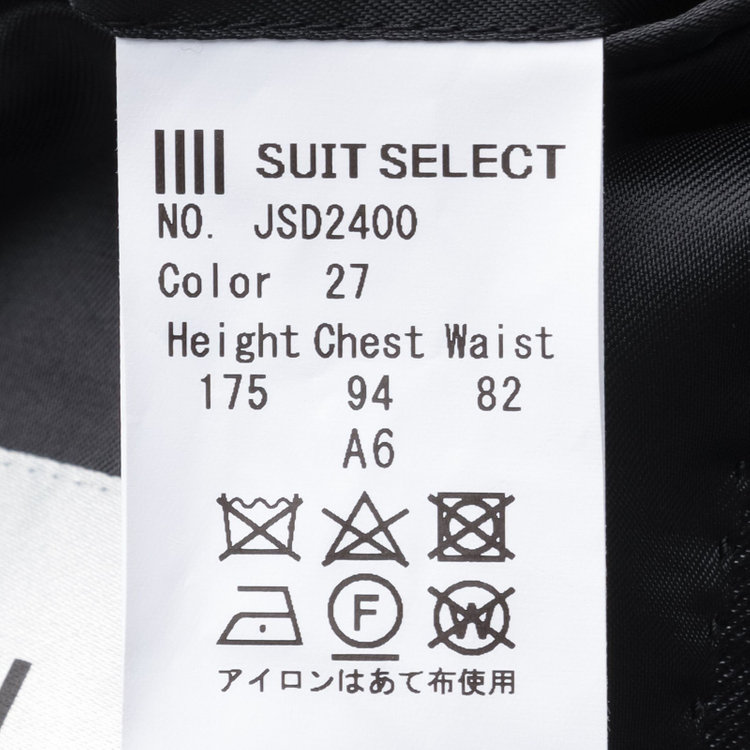 SUIT SELECT
NO. JSD2400
Color 27
Height Chest Waist
175 94 82
A6
F W
アイロンはあて布使用